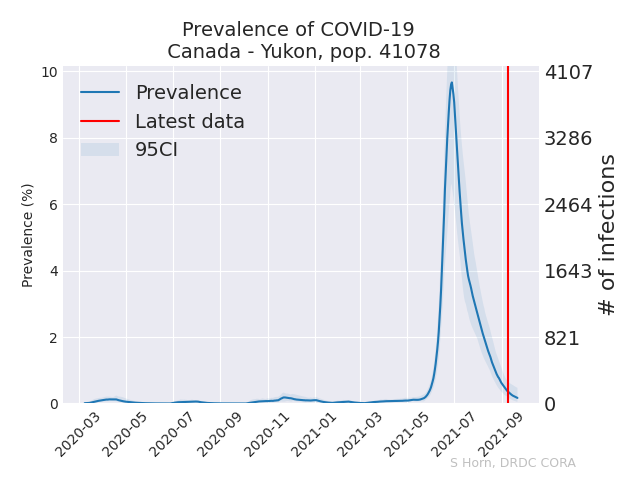 Prevalence of COVID-19
Canada - Yukon, pop. 41078
Prevalence
Latest data
95CI
Prevalence (%)
10
8
6
4
2
0
4107
3286
2464
1643
821
0
# of infections
2020-03
2020-05
2020-07
2020-09
2020-11
2021-01
2021-03
2021-05
2021-07
2021-09
S Horn, DRDC CORA